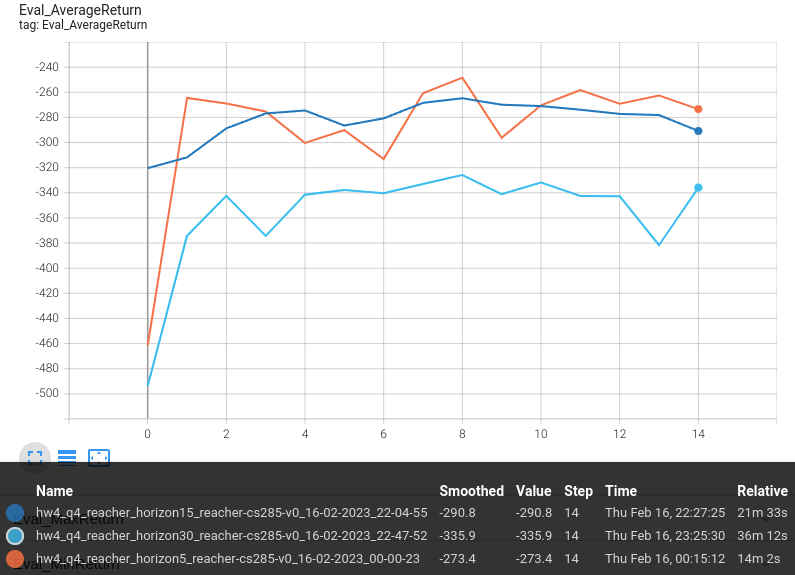 Eval_AverageReturn
tag: Eval_AverageReturn
-240
-260
-280
-300
-320
-340
-360
-380
-400
-420
-440
-460
-480
-500
0 2 4 6 8 10 12 14
Name Smoothed Value Step Time Relative
hw4_q4_reacher_horizon15_reacher-cs285-v0_16-02-2023_22-04-55 -290.8 -290.8 14 Thu Feb 16, 22:27:25 21m 33s
Eval_MaxReturn
hw4_q4_reacher_horizon30_reacher-cs285-v0_16-02-2023_22-47-52 -335.9 -335.9 14 Thu Feb 16, 23:25:30 36m 12s
hw4_q4_reacher_horizon5_reacher-cs285-v0_16-02-2023_00-00-23 -273.4 -273.4 14 Thu Feb 16, 00:15:12 14m 2s
Eval_MinReturn